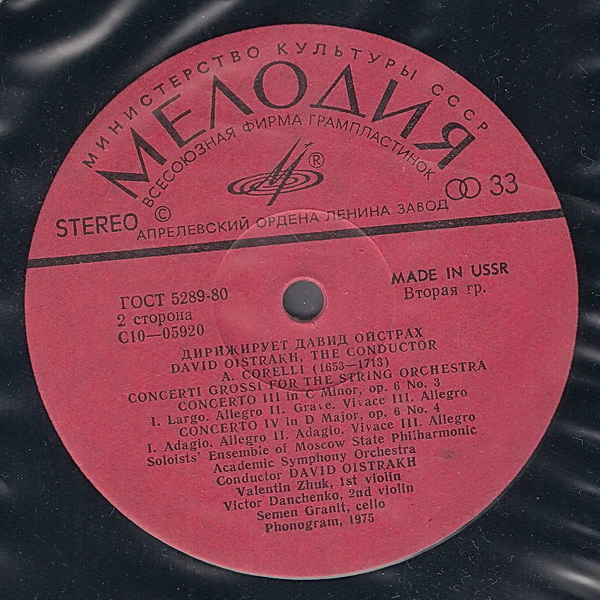 МИНИСТЕРСТВО КУЛЬТУРЫ СССР
МЕЛОДИЯ
ВСЕСОЮЗНАЯ ФИРМА ГРАМПЛАСТИНОК
®
STEREO
©
АПРЕЛЕВСКИЙ ОРДЕНА ЛЕНИНА ЗАВОД
33
ГОСТ 5289-80
2 сторона
С10—05920
MADE IN USSR
Вторая гр.
ДИРИЖИРУЕТ ДАВИД ОЙСТРАХ
DAVID OISTRAKH, THE CONDUCTOR
A. CORELLI (1653—1713)
CONCERTI GROSSI FOR THE STRING ORCHESTRA
CONCERTO III in C Minor, op. 6 No. 3
I. Largo. Allegro II. Grave. Vivace III. Allegro
CONCERTO IV in D Major, op. 6 No. 4
I. Adagio. Allegro II. Adagio. Vivace III. Allegro
Soloists' Ensemble of Moscow State Philharmonic
Academic Symphony Orchestra
Conductor DAVID OISTRAKH
Valentin Zhuk, 1st violin
Victor Danchenko, 2nd violin
Semen Granit, cello
Phonogram, 1975